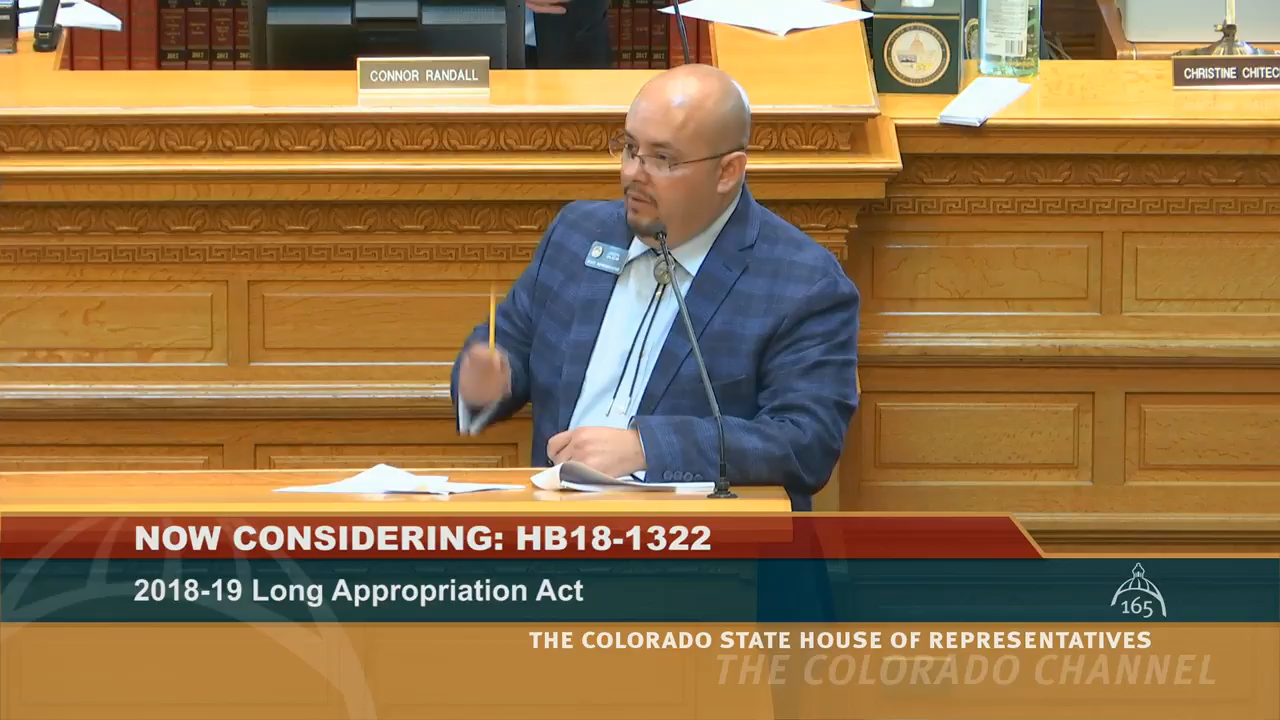 CONNOR RANDALL
CHRISTINE CHITEC
NOW CONSIDERING: HB18-1322
2018-19 Long Appropriation Act
165
THE COLORADO STATE HOUSE OF REPRESENTATIVES
THE COLORADO CHANNEL